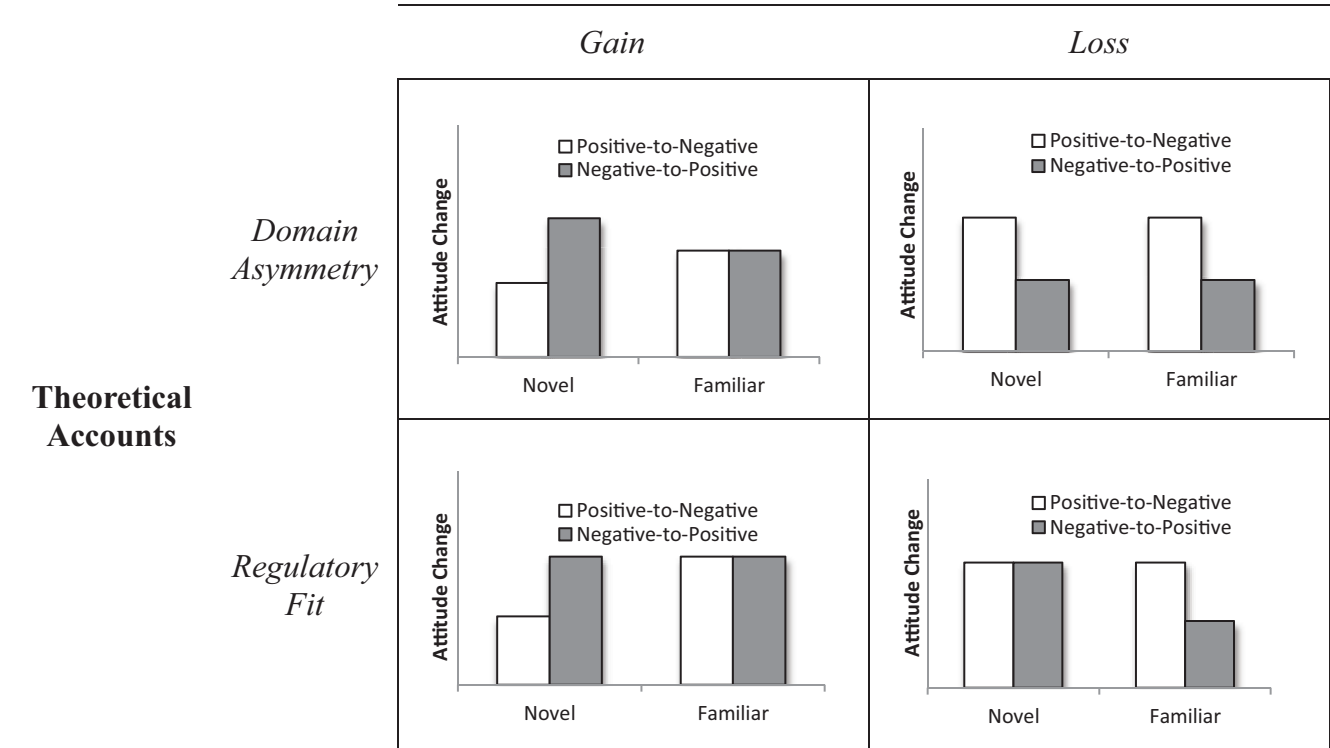 Gain
Loss
Domain
Asymmetry
Attitude Change
Positive-to-Negative
Negative-to-Positive
Novel
Familiar
Attitude Change
Positive-to-Negative
Negative-to-Positive
Novel
Familiar
Theoretical
Accounts
Regulatory
Fit
Attitude Change
Positive-to-Negative
Negative-to-Positive
Novel
Familiar
Attitude Change
Positive-to-Negative
Negative-to-Positive
Novel
Familiar